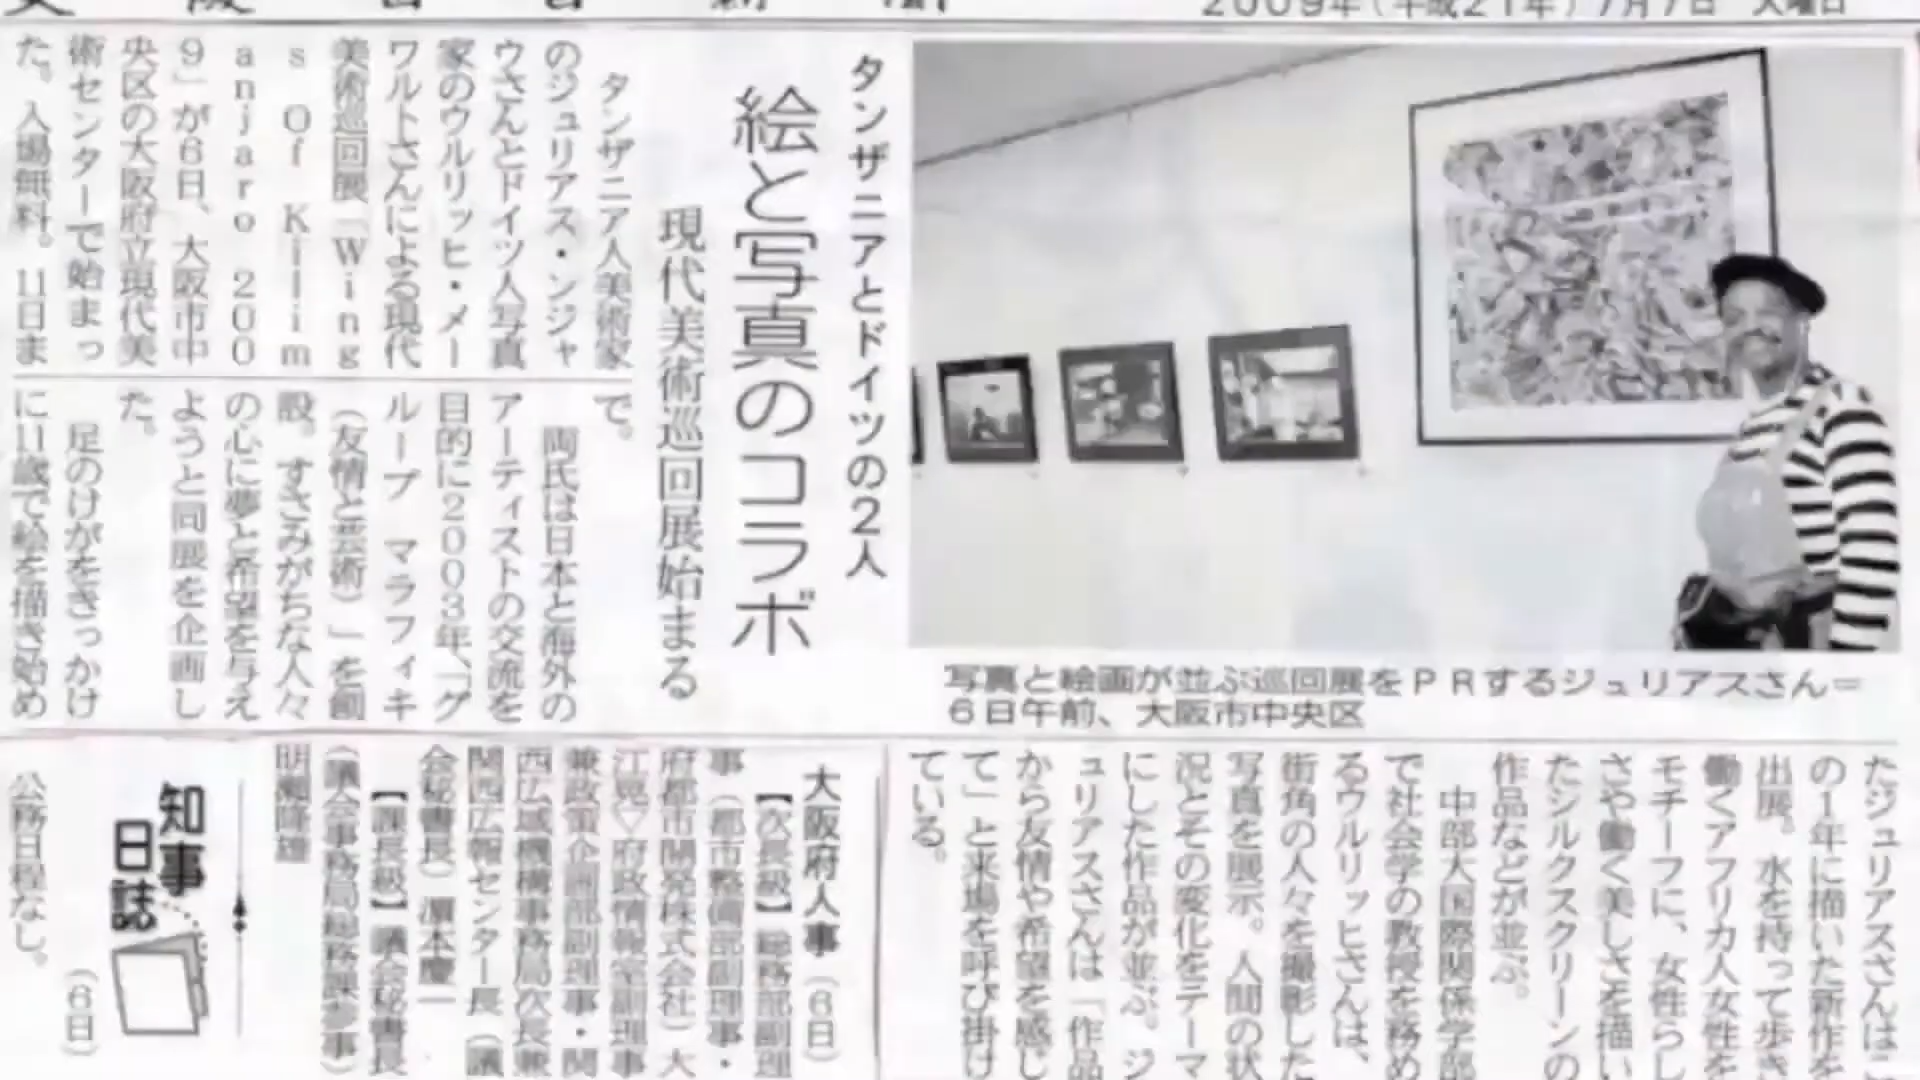 2009年(平成21年)7月7日 火曜日
タンザニアとドイツの2人
絵と写真のコラボ
現代美術巡回展始まる
タンザニア人美術家
のジュリアス・ンジャ
ウさんとドイツ人写真
家のウルリッヒ・メー
ワルトさんによる現代
美術巡回展「Wing
s Of Kilim
anjaro 200
9」が6日、大阪市中
央区の大阪府立現代美
術センターで始まっ
た。入場無料。11日ま
で。
両氏は日本と海外の
アーティストの交流を
目的に2003年、「グ
ループ マラフィキ
(友情と芸術)」を創
設。すさみがちな人々
の心に夢と希望を与え
ようと同展を企画し
た。
足のけがをきっかけ
に11歳で絵を描き始め
写真と絵画が並ぶ巡回展をPRするジュリアスさん=
6日午前、大阪市中央区
たジュリアスさんはこ
の1年に描いた新作を
出展。水を持って歩き
働くアフリカ人女性を
モチーフに、女性らし
さや働く美しさを描い
たシルクスクリーンの
作品などが並ぶ。
中部大国際関係学部
で社会学の教授を務め
るウルリッヒさんは、
街角の人々を撮影した
写真を展示。人間の状
況とその変化をテーマ
にした作品が並ぶ。ジ
ュリアスさんは「作品
から友情や希望を感じ
て」と来場を呼び掛け
ている。
大阪府人事(6日)
【次長級】総務部副理
事(都市整備部副理事・
府都市開発株式会社)大
江晃▽府政情報室副理事
兼政策企画部副理事・関
西広域機構事務局次長兼
関西広報センター長(議
会秘書長)濱本慶一
【課長級】議会秘書長
(議会事務局総務課参事)
明瀬隆雄
知事
日誌
(6日)
公務日程なし。